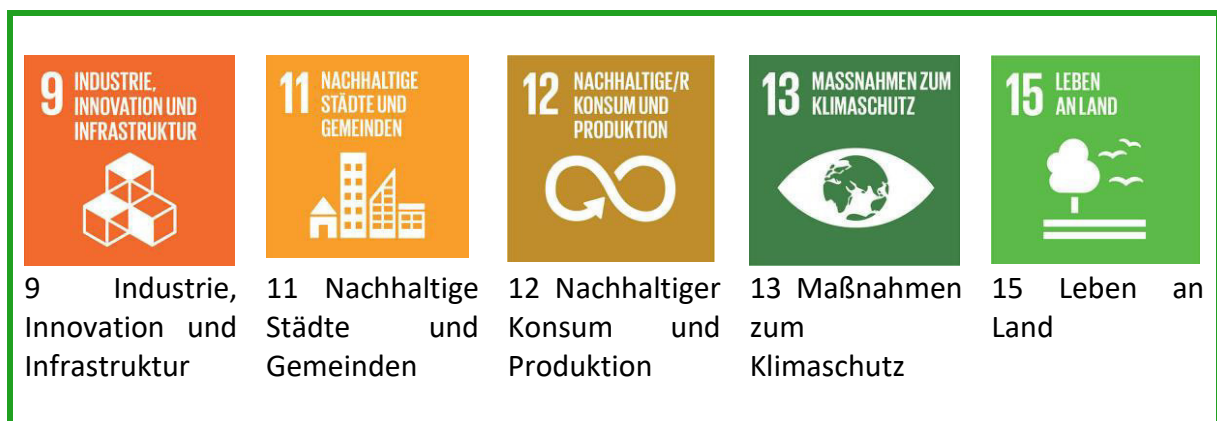 9 INDUSTRIE,
INNOVATION UND
INFRASTRUKTUR
11 NACHHALTIGE
STÄDTE UND
GEMEINDEN
12 NACHHALTIGE/R
KONSUM UND
PRODUKTION
13 MASSNAHMEN ZUM
KLIMASCHUTZ
15 LEBEN
AN LAND
9 Industrie,
Innovation und
Infrastruktur
11 Nachhaltige
Städte und
Gemeinden
12 Nachhaltiger
Konsum und
Produktion
13 Maßnahmen
zum
Klimaschutz
15 Leben an
Land